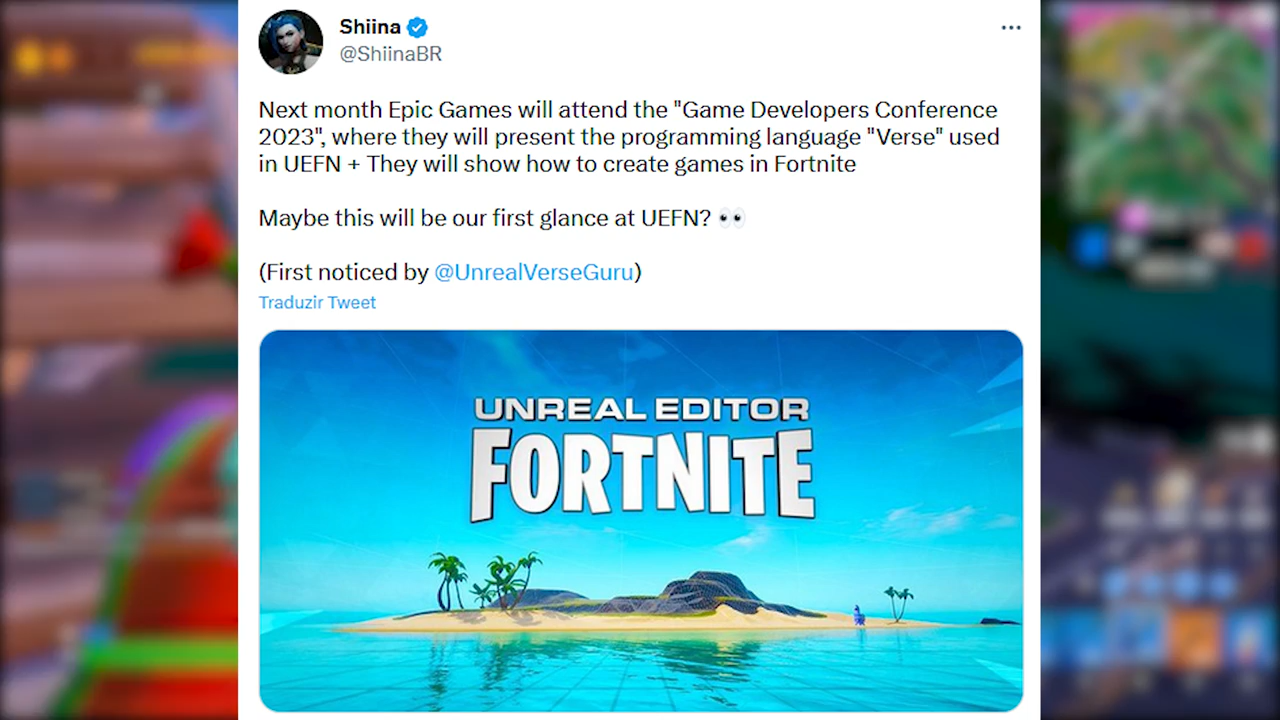 Shiina
@ShiinaBR
Next month Epic Games will attend the "Game Developers Conference
2023", where they will present the programming language "Verse" used
in UEFN + They will show how to create games in Fortnite
Maybe this will be our first glance at UEFN? 👀
(First noticed by @UnrealVerseGuru)
Traduzir Tweet
UNREAL EDITOR
FORTNITE